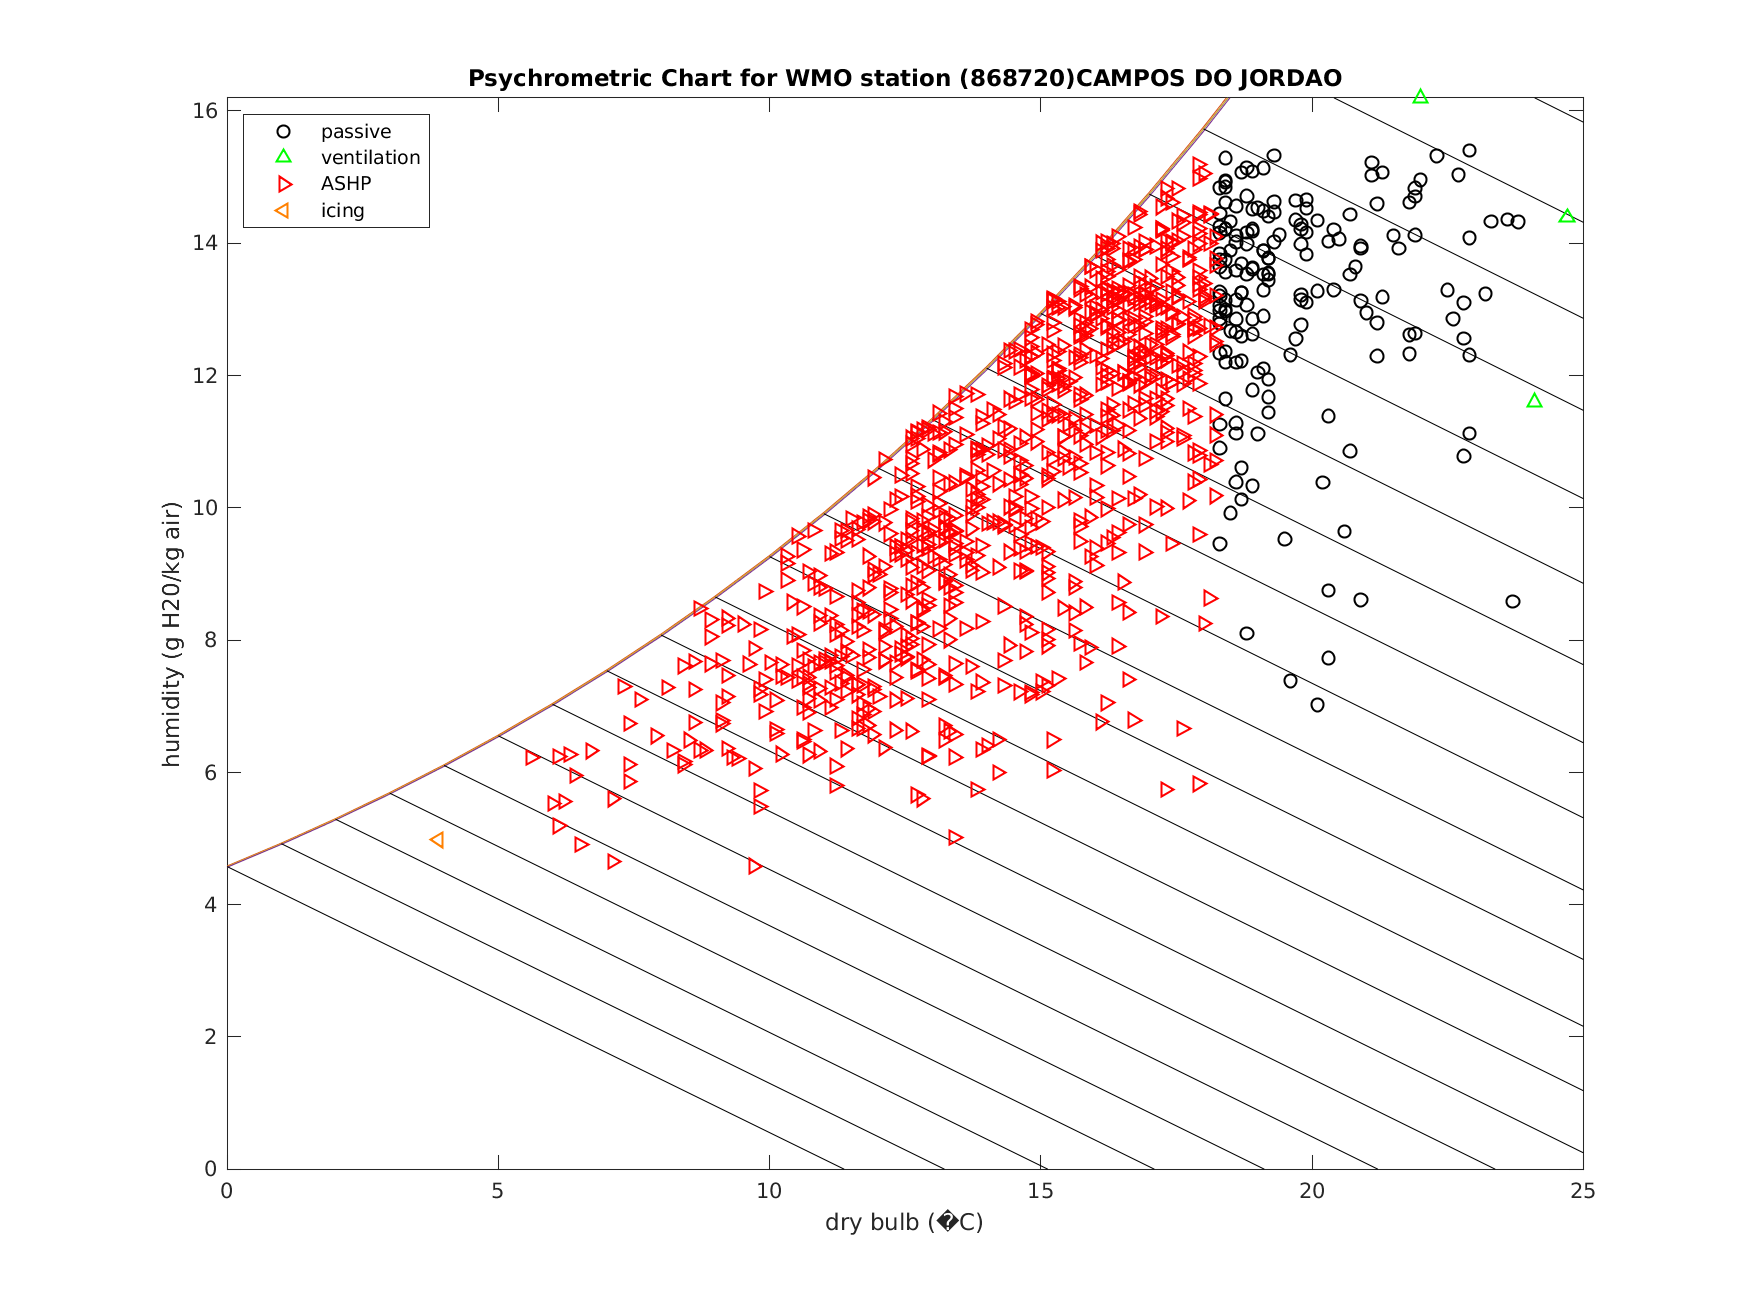 Psychrometric Chart for WMO station (868720)CAMPOS DO JORDAO
passive
ventilation
ASHP
icing
humidity (g H20/kg air)
16
14
12
10
8
6
4
2
0
0 5 10 15 20 25
dry bulb (�C)